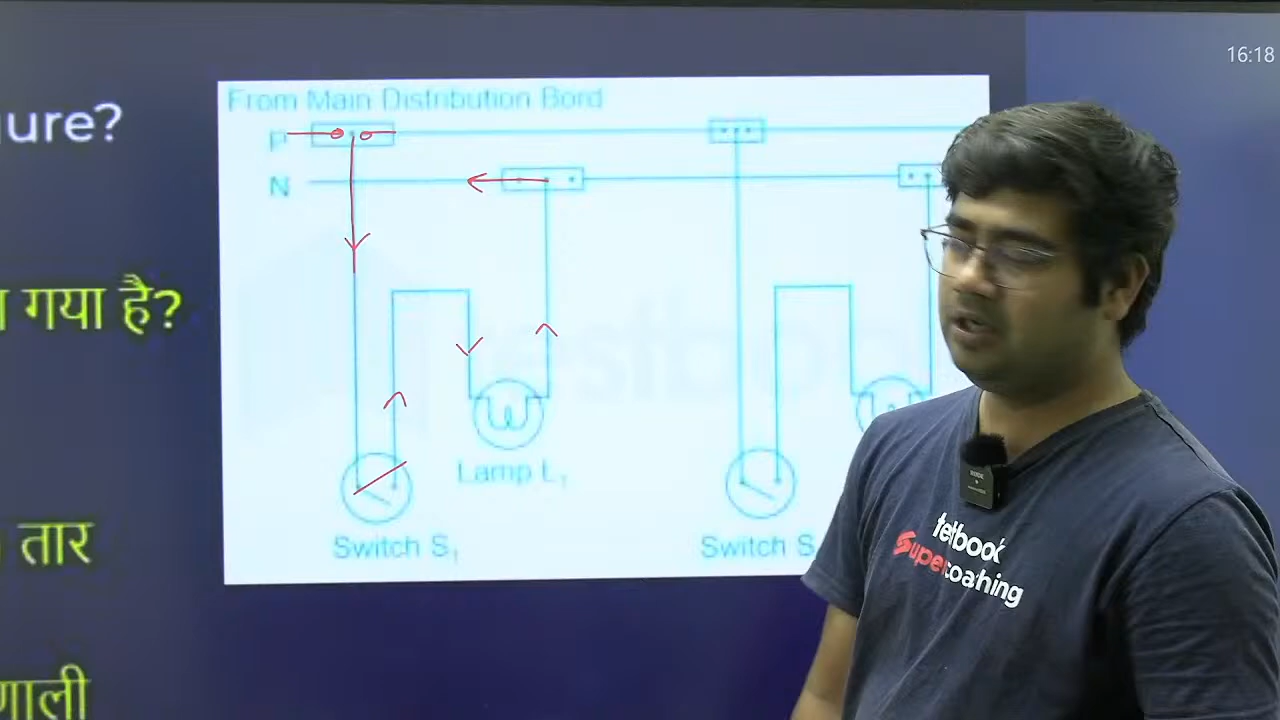 16:18
ure?
From Main Distribution Bord
P
N
गया है?
Lamp L1
तार
Switch S1
Switch S
testbook
Supercoaching